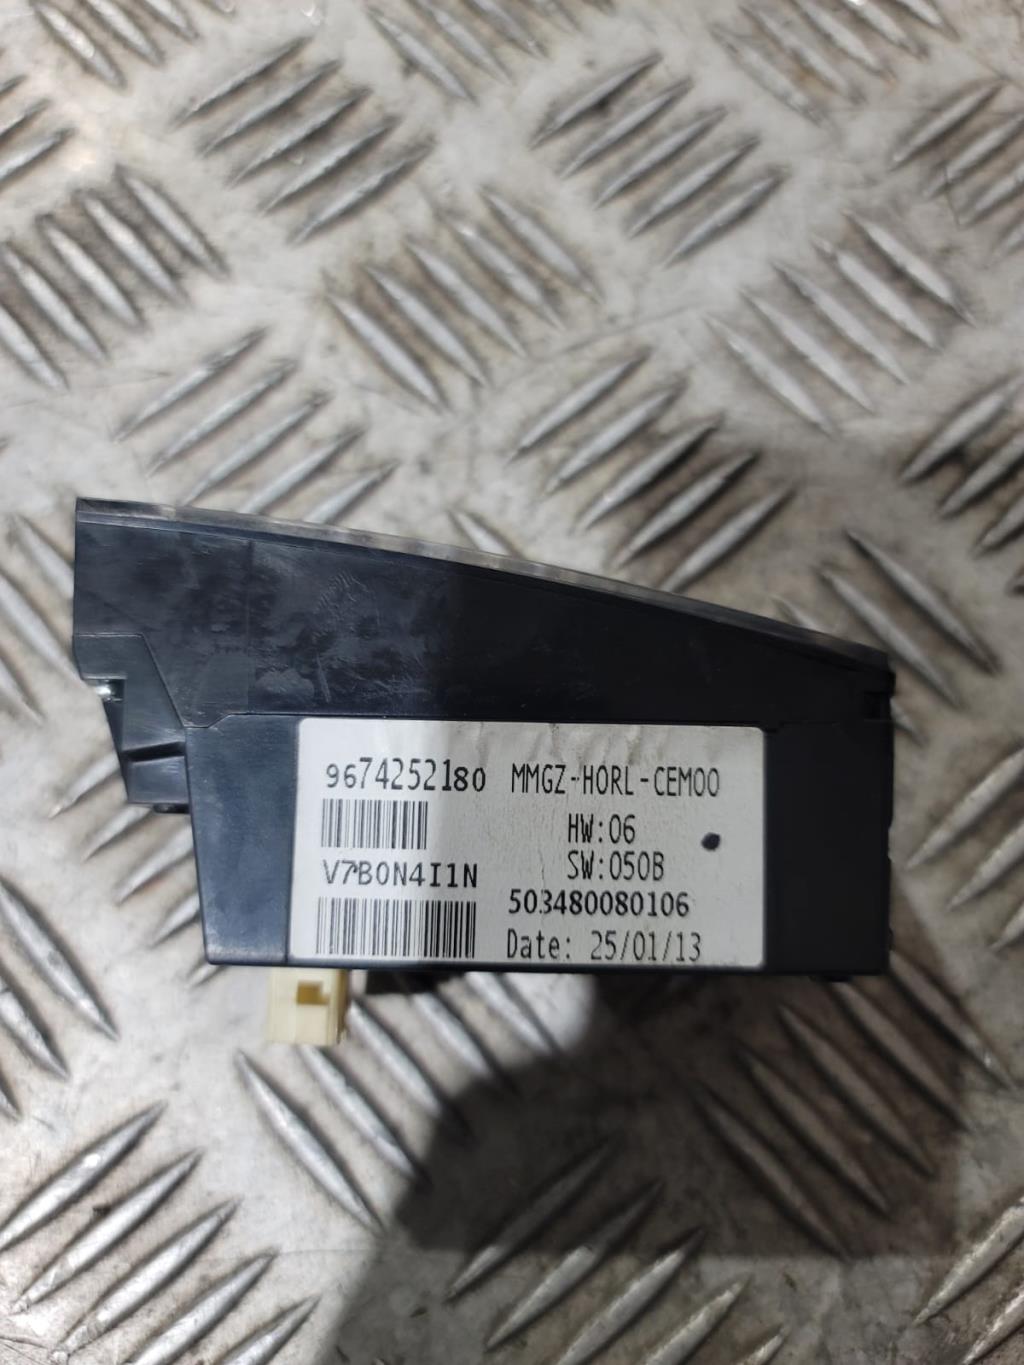 9674252180 MMGZ-HORL-CEM00
HW:06
SW:050B
V7B0N4I1N
503480080106
Date: 25/01/13